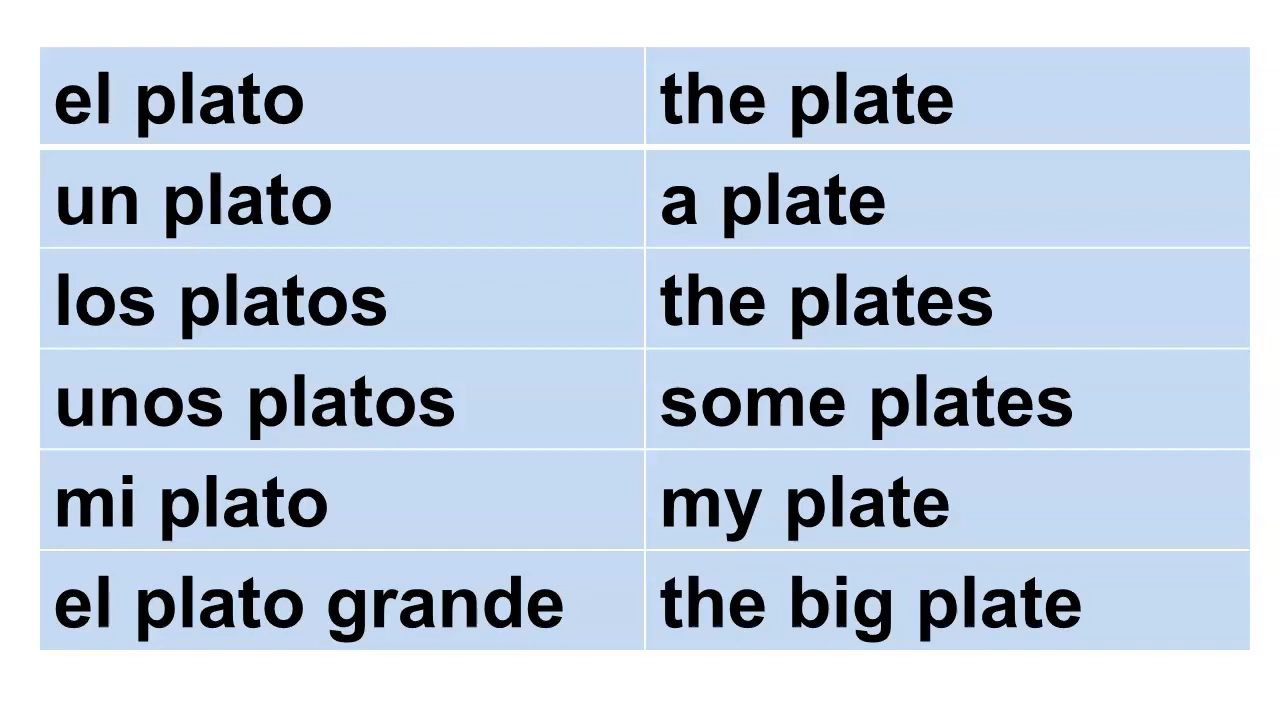 el plato the plate
un plato a plate
los platos the plates
unos platos some plates
mi plato my plate
el plato grande the big plate